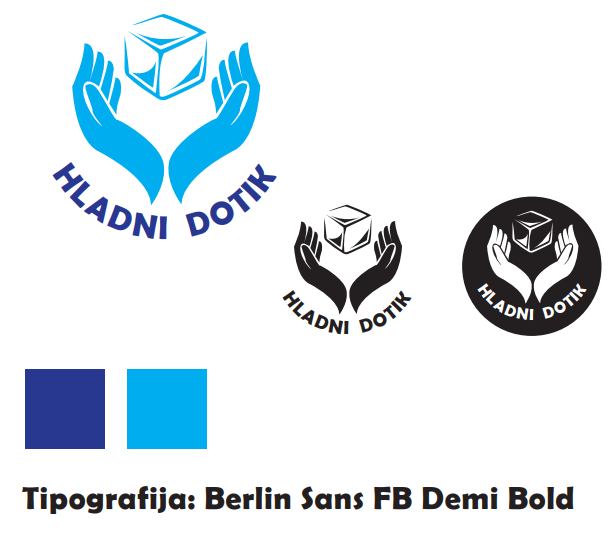 HLADNI DOTIK
HLADNI DOTIK
HLADNI DOTIK
Tipografija: Berlin Sans FB Demi Bold